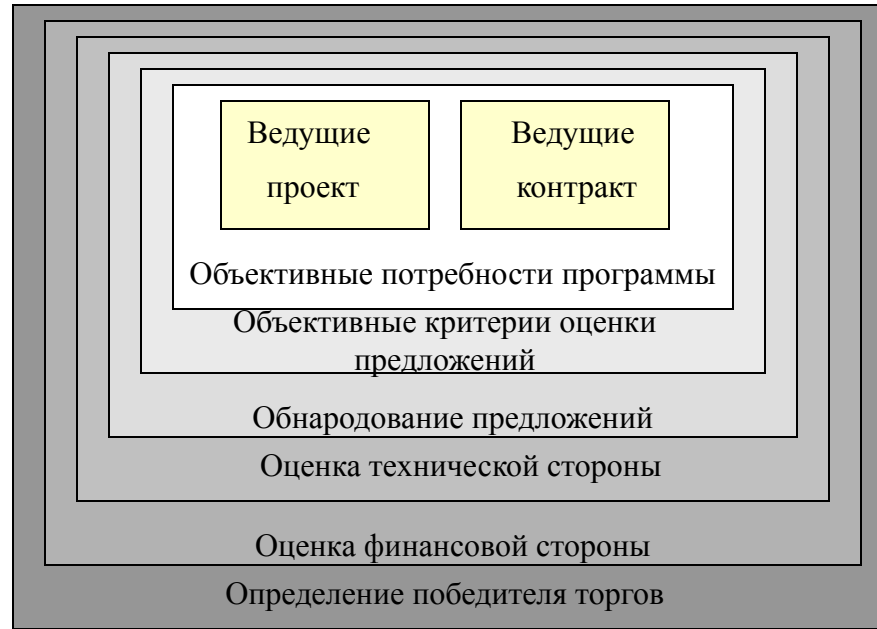 Ведущие
проект
Ведущие
контракт
Объективные потребности программы
Объективные критерии оценки
предложений
Обнародование предложений
Оценка технической стороны
Оценка финансовой стороны
Определение победителя торгов